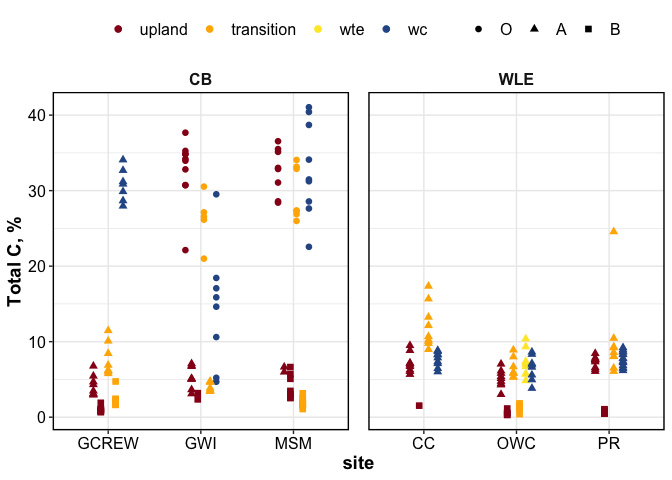 upland transition wte wc O A B
CB WLE
40
30
20
10
0
Total C, %
GCREW GWI MSM CC OWC PR
site